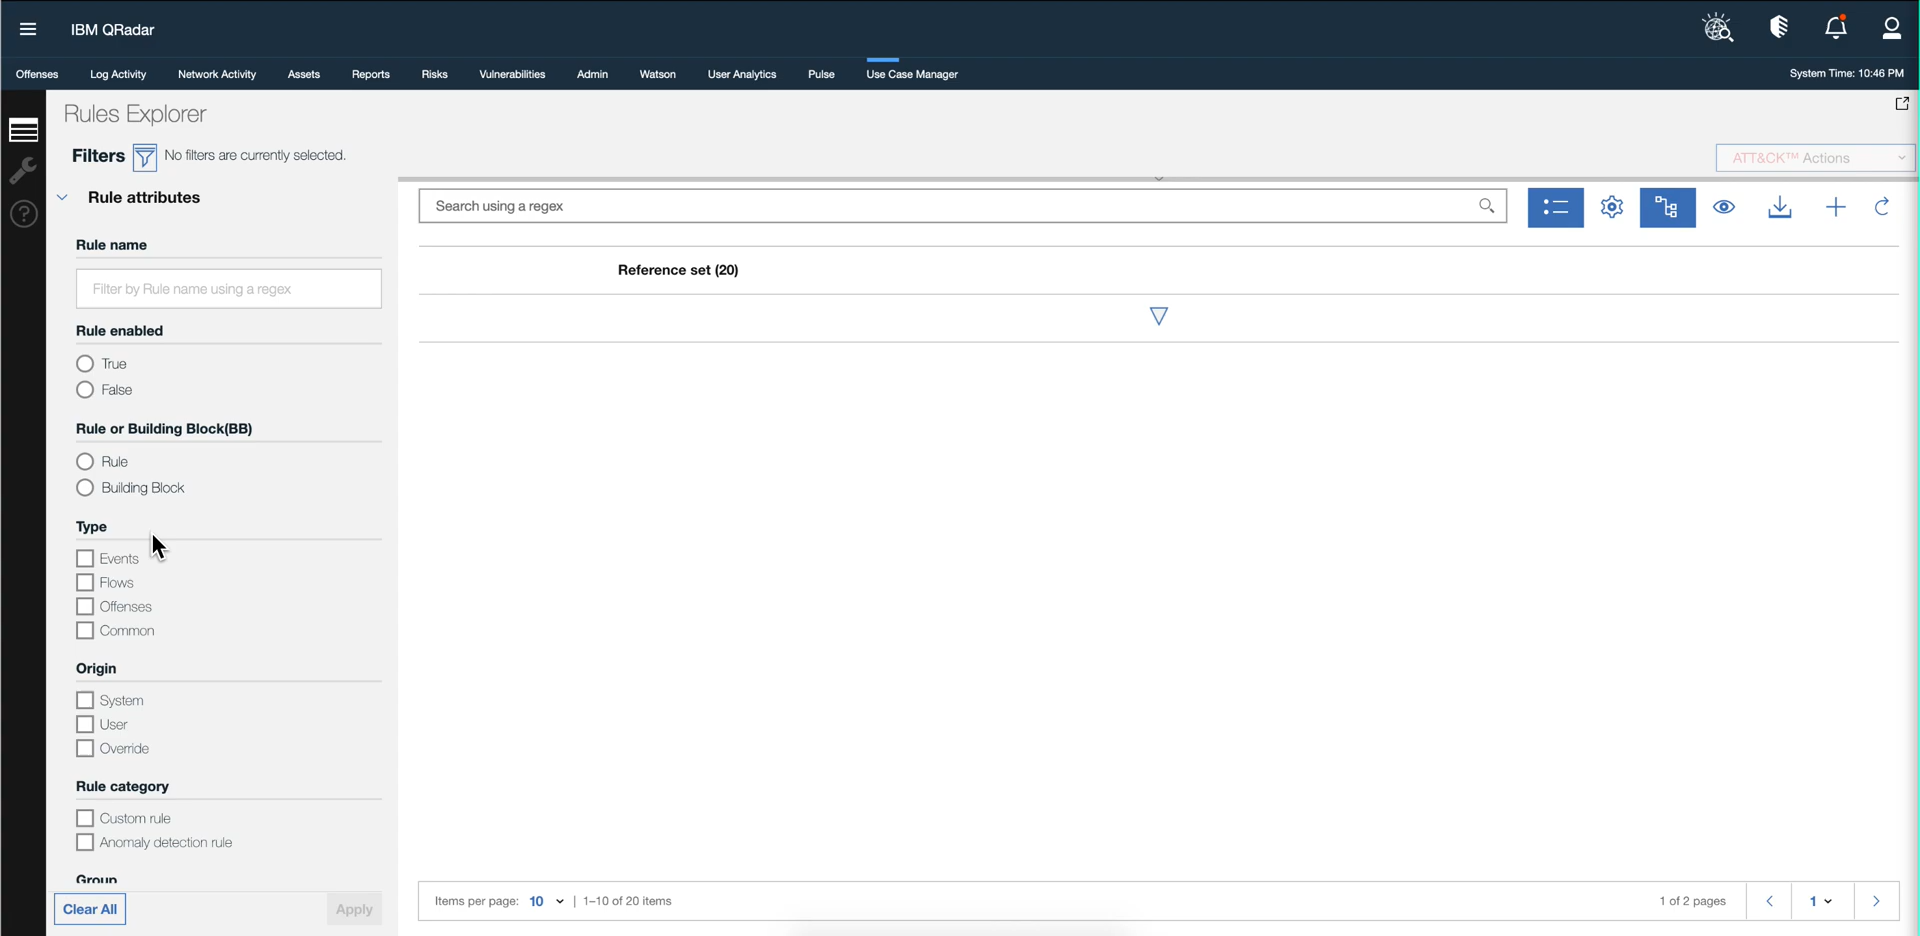 IBM QRadar
Offenses Log Activity Network Activity Assets Reports Risks Vulnerabilities Admin Watson User Analytics Pulse Use Case Manager System Time: 10:46 PM
Rules Explorer
Filters No filters are currently selected.
ATT&CK™ Actions
Rule attributes
Search using a regex
Rule name
Reference set (20)
Filter by Rule name using a regex
Rule enabled
True
False
Rule or Building Block(BB)
Rule
Building Block
Type
Events
Flows
Offenses
Common
Origin
System
User
Override
Rule category
Custom rule
Anomaly detection rule
Group
Clear All Apply
Items per page: 10 | 1–10 of 20 items 1 of 2 pages 1